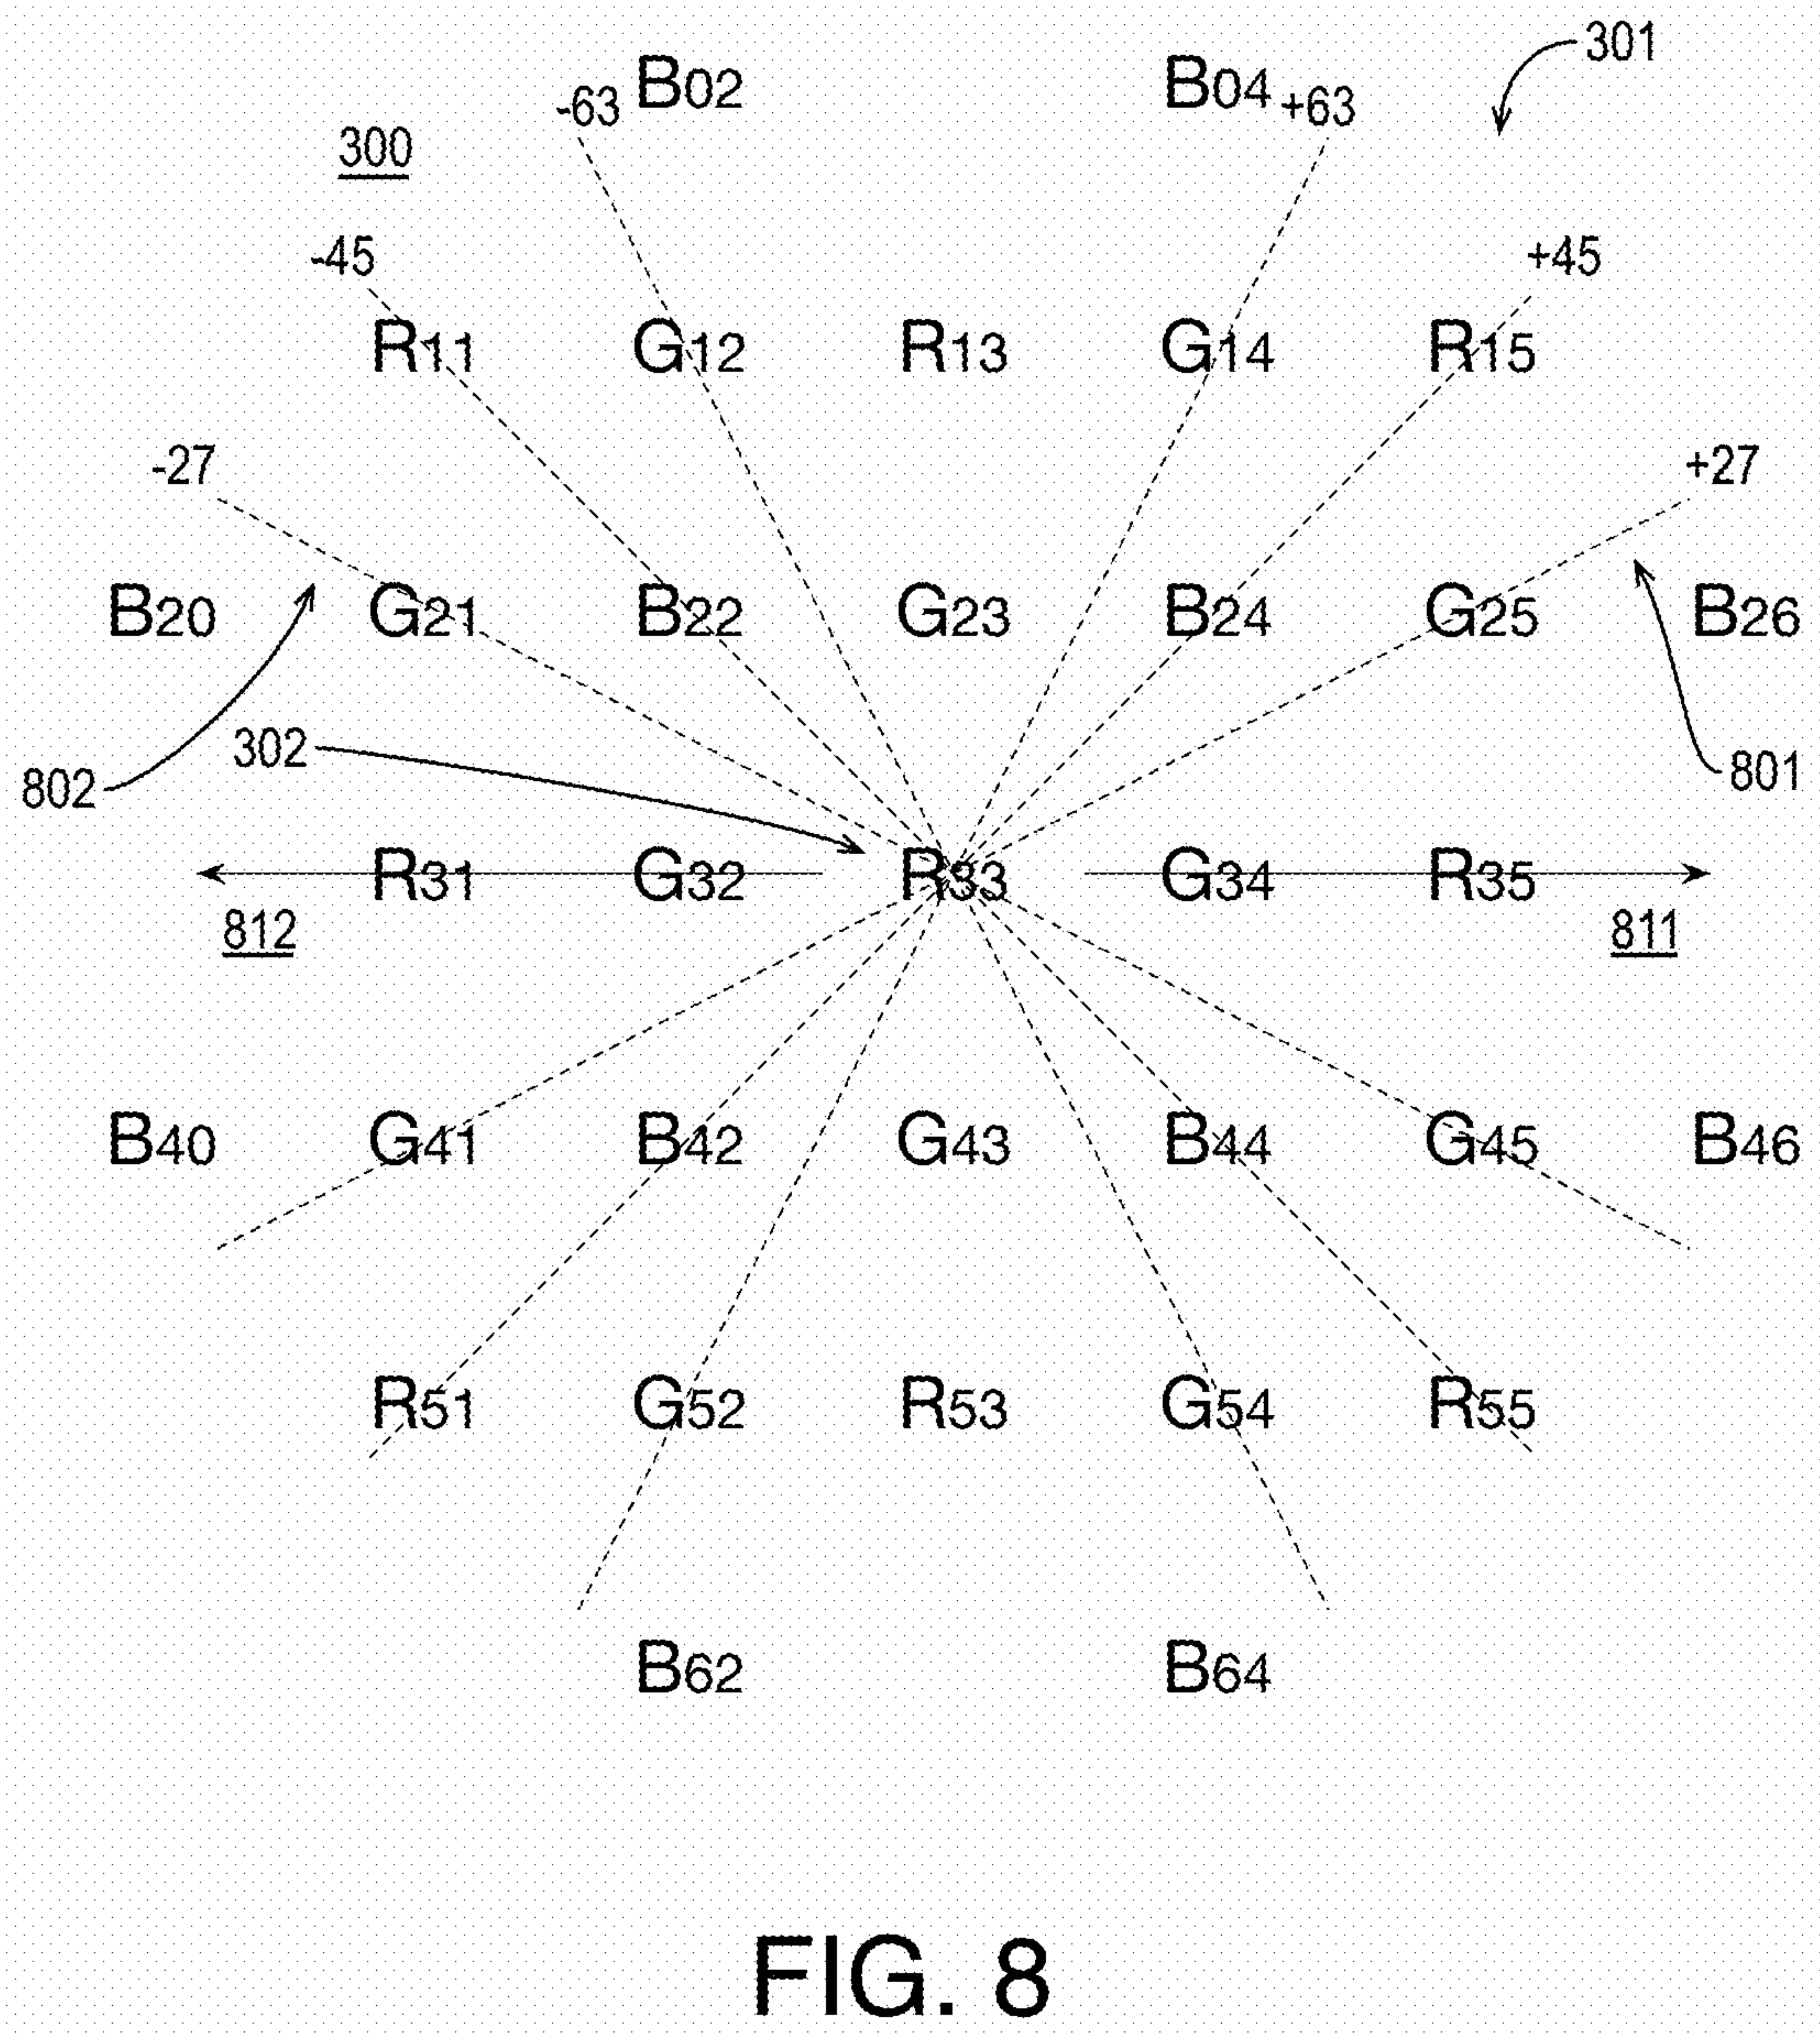 301
B02 B04
-63 +63
300
-45 +45
R11 G12 R13 G14 R15
-27 +27
B20 G21 B22 G23 B24 G25 B26
302
802 801
R31 G32 R33 G34 R35
812 811
B40 G41 B42 G43 B44 G45 B46
R51 G52 R53 G54 R55
B62 B64
FIG. 8